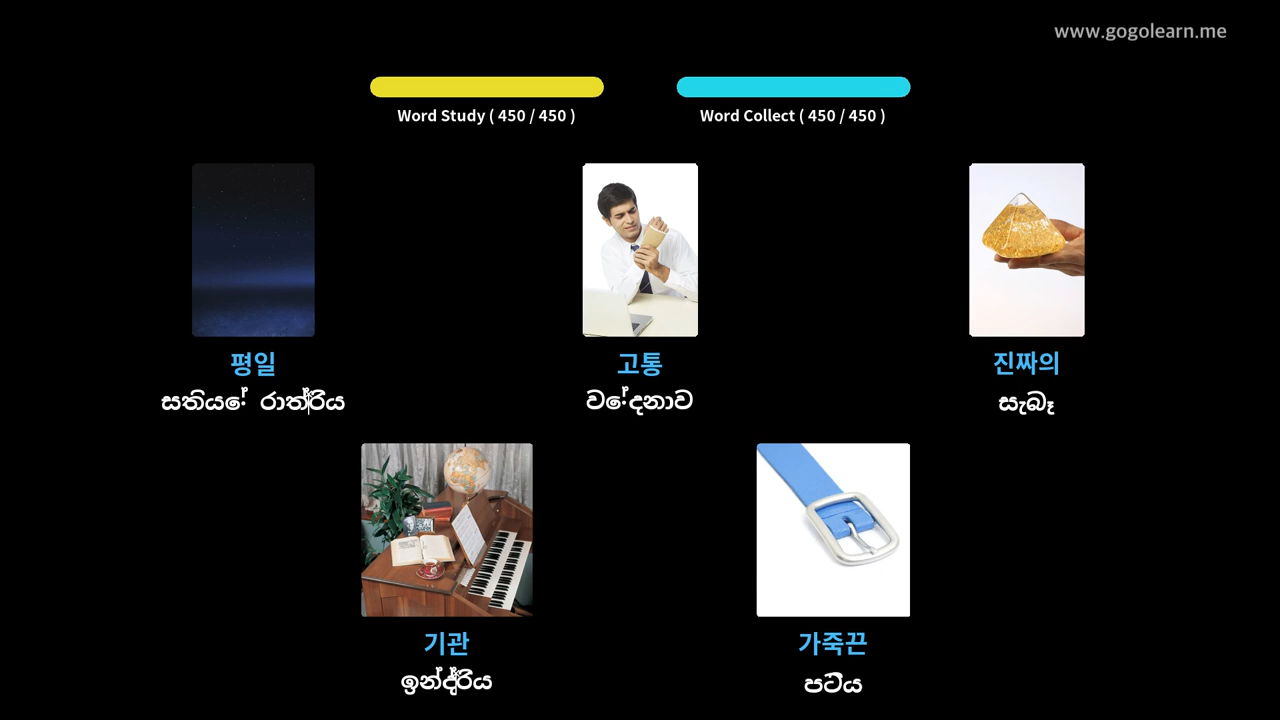 www.gogolearn.me
Word Study ( 450 / 450 )
Word Collect ( 450 / 450 )
평일
සතියේ රාත්‍රිය
고통
වේදනාව
진짜의
සැබෑ
기관
ඉන්ද්‍රිය
가죽끈
පටිය